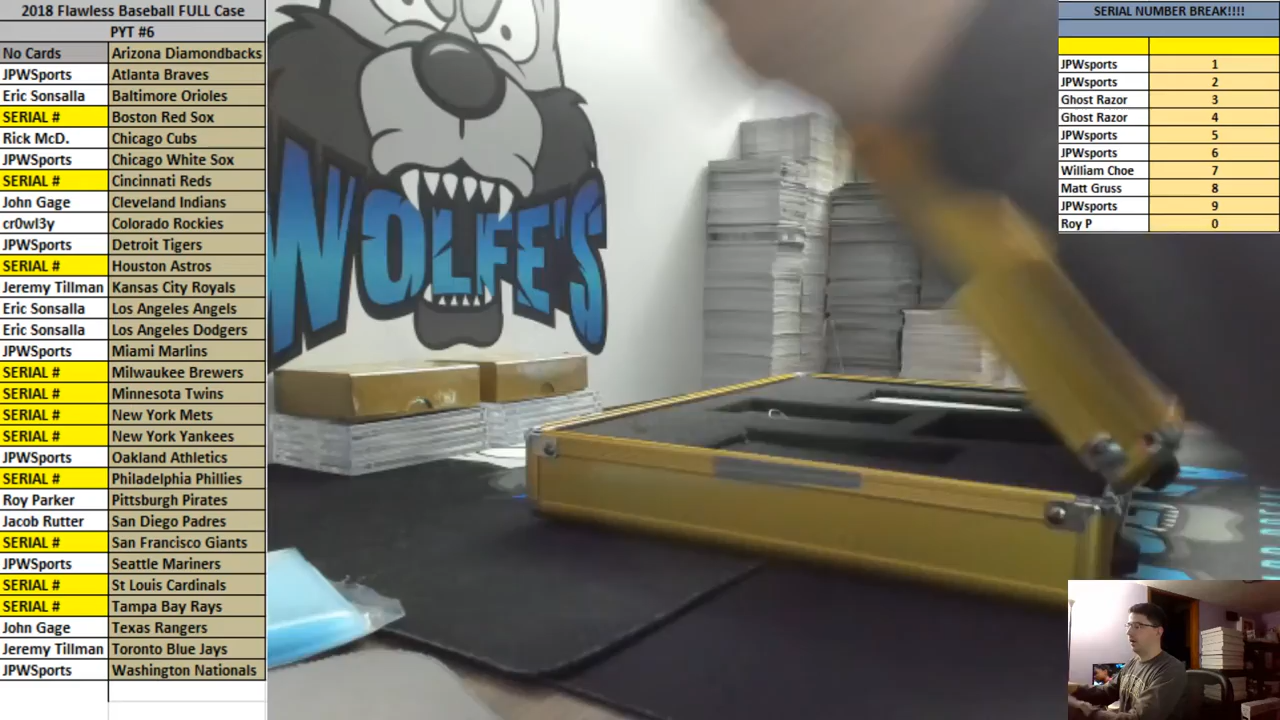 2018 Flawless Baseball FULL Case
PYT #6
No Cards Arizona Diamondbacks
JPWSports Atlanta Braves
Eric Sonsalla Baltimore Orioles
SERIAL # Boston Red Sox
Rick McD. Chicago Cubs
JPWSports Chicago White Sox
SERIAL # Cincinnati Reds
John Gage Cleveland Indians
cr0wl3y Colorado Rockies
JPWSports Detroit Tigers
SERIAL # Houston Astros
Jeremy Tillman Kansas City Royals
Eric Sonsalla Los Angeles Angels
Eric Sonsalla Los Angeles Dodgers
JPWSports Miami Marlins
SERIAL # Milwaukee Brewers
SERIAL # Minnesota Twins
SERIAL # New York Mets
SERIAL # New York Yankees
JPWSports Oakland Athletics
SERIAL # Philadelphia Phillies
Roy Parker Pittsburgh Pirates
Jacob Rutter San Diego Padres
SERIAL # San Francisco Giants
JPWSports Seattle Mariners
SERIAL # St Louis Cardinals
SERIAL # Tampa Bay Rays
John Gage Texas Rangers
Jeremy Tillman Toronto Blue Jays
JPWSports Washington Nationals
WOLFE'S
SERIAL NUMBER BREAK!!!!
JPWsports 1
JPWsports 2
Ghost Razor 3
Ghost Razor 4
JPWsports 5
JPWsports 6
William Choe 7
Matt Gruss 8
JPWsports 9
Roy P 0